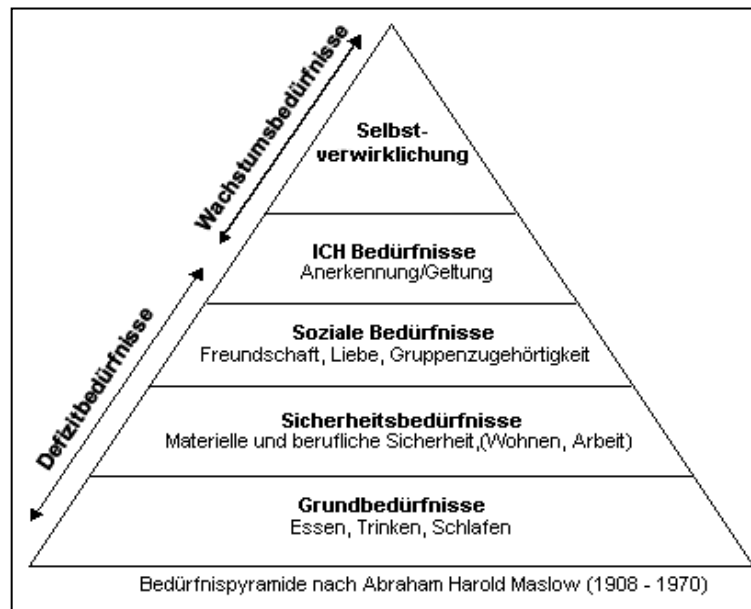 Wachstumsbedürfnisse
Defizitbedürfnisse
Selbst-
verwirklichung
ICH Bedürfnisse
Anerkennung/Geltung
Soziale Bedürfnisse
Freundschaft, Liebe, Gruppenzugehörtigkeit
Sicherheitsbedürfnisse
Materielle und berufliche Sicherheit,(Wohnen, Arbeit)
Grundbedürfnisse
Essen, Trinken, Schlafen
Bedürfnispyramide nach Abraham Harold Maslow (1908 - 1970)